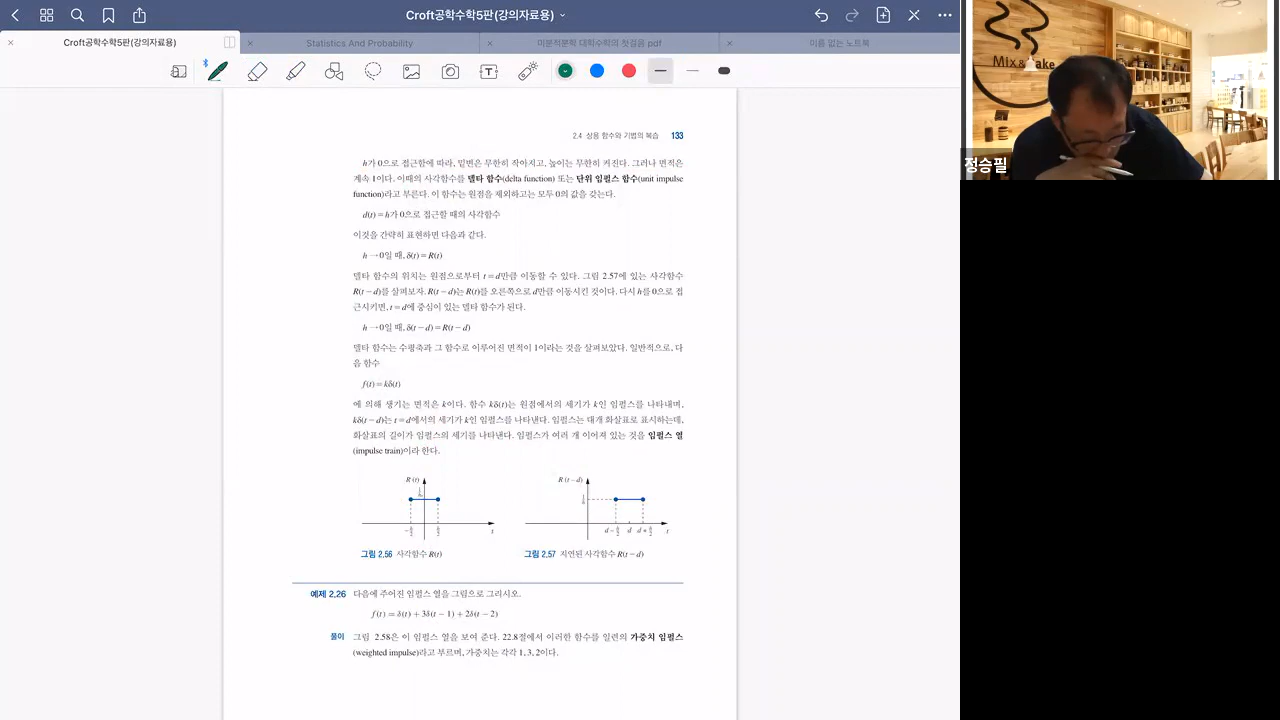 Croft공학수학5판(강의자료용)
Croft공학수학5판(강의자료용)
Statistics And Probability
미분적분학 대학수학의 첫걸음.pdf
이름 없는 노트북
정승필
2.4 상용 함수와 기법의 복습 133
h가 0으로 접근함에 따라, 밑변은 무한히 작아지고, 높이는 무한히 커진다. 그러나 면적은
계속 1이다. 이때의 사각함수를 델타 함수(delta function) 또는 단위 임펄스 함수(unit impulse
function)라고 부른다. 이 함수는 원점을 제외하고는 모두 0의 값을 갖는다.
d(t) = h가 0으로 접근할 때의 사각함수
이것을 간략히 표현하면 다음과 같다.
h → 0일 때, δ(t) = R(t)
델타 함수의 위치는 원점으로부터 t = d만큼 이동할 수 있다. 그림 2.57에 있는 사각함수
R(t − d)를 살펴보자. R(t − d)는 R(t)를 오른쪽으로 d만큼 이동시킨 것이다. 다시 h를 0으로 접
근시키면, t = d에 중심이 있는 델타 함수가 된다.
h → 0일 때, δ(t − d) = R(t − d)
델타 함수는 수평축과 그 함수로 이루어진 면적이 1이라는 것을 살펴보았다. 일반적으로, 다
음 함수
f(t) = kδ(t)
에 의해 생기는 면적은 k이다. 함수 kδ(t)는 원점에서의 세기가 k인 임펄스를 나타내며,
kδ(t − d)는 t = d에서의 세기가 k인 임펄스를 나타낸다. 임펄스는 대개 화살표로 표시하는데,
화살표의 길이가 임펄스의 세기를 나타낸다. 임펄스가 여러 개 이어져 있는 것을 임펄스 열
(impulse train)이라 한다.
R (t)
1/h
−h/2 h/2 t
R (t − d)
1/h
d − h/2 d d + h/2 t
그림 2.56 사각함수 R(t)
그림 2.57 지연된 사각함수 R(t − d)
예제 2.26 다음에 주어진 임펄스 열을 그림으로 그리시오.
f(t) = δ(t) + 3δ(t − 1) + 2δ(t − 2)
풀이 그림 2.58은 이 임펄스 열을 보여 준다. 22.8절에서 이러한 함수를 일련의 가중치 임펄스
(weighted impulse)라고 부르며, 가중치는 각각 1, 3, 2이다.